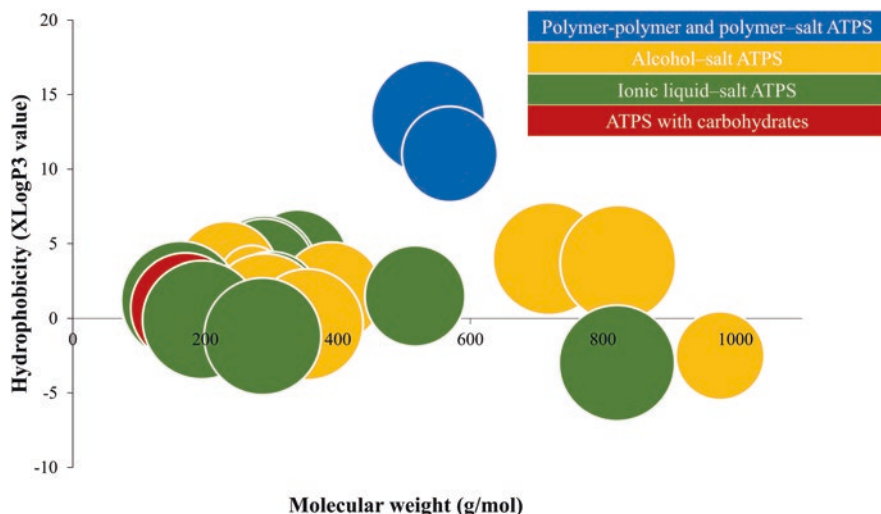 20
15
10
5
0
-5
-10
0
200
400
600
800
1000
Hydrophobicity (XLogP3 value)
Molecular weight (g/mol)
Polymer-polymer and polymer–salt ATPS
Alcohol–salt ATPS
Ionic liquid–salt ATPS
ATPS with carbohydrates